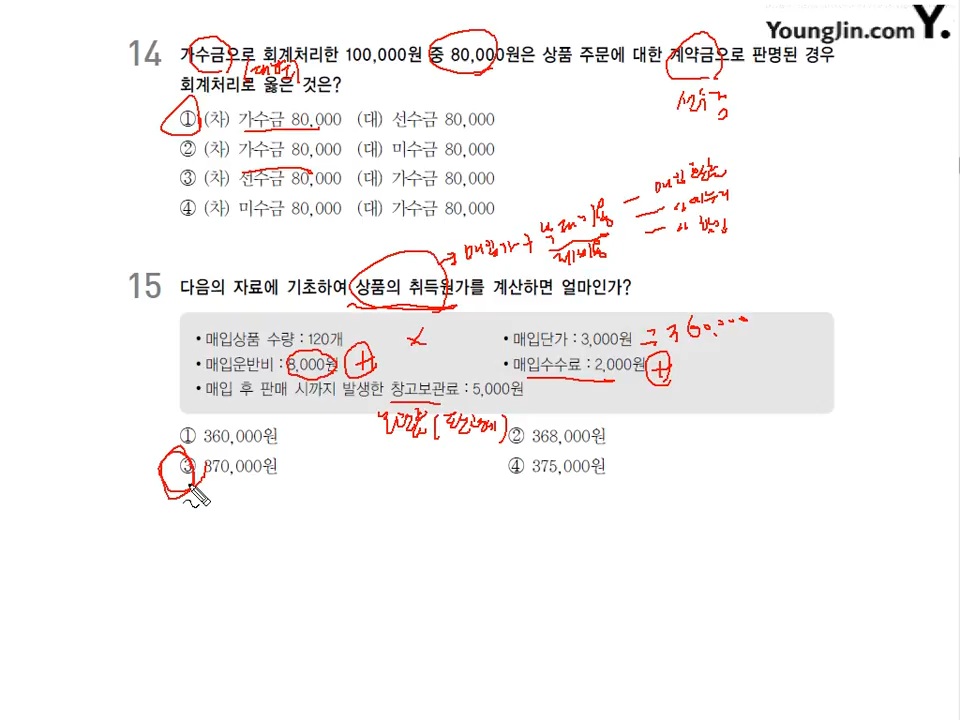 YoungJin.com Y.
14 가수금으로 회계처리한 100,000원 중 80,000원은 상품 주문에 대한 계약금으로 판명된 경우
회계처리로 옳은 것은?
선수금
① (차) 가수금 80,000 (대) 선수금 80,000
② (차) 가수금 80,000 (대) 미수금 80,000
③ (차) 선수금 80,000 (대) 가수금 80,000
④ (차) 미수금 80,000 (대) 가수금 80,000
매입가 + 부대비용
15 다음의 자료에 기초하여 상품의 취득원가를 계산하면 얼마인가?
• 매입상품 수량 : 120개 × • 매입단가 : 3,000원 = 360,000
• 매입운반비 : 8,000원 + • 매입수수료 : 2,000원 +
• 매입 후 판매 시까지 발생한 창고보관료 : 5,000원
① 360,000원 ② 368,000원
③ 370,000원 ④ 375,000원